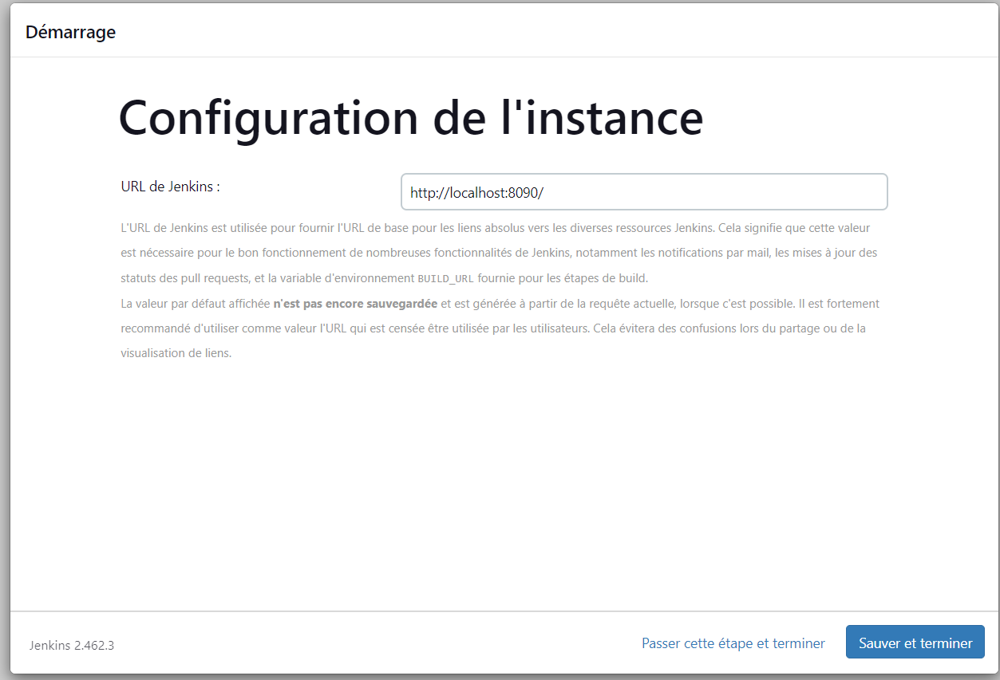 Démarrage
Configuration de l'instance
URL de Jenkins :
http://localhost:8090/
L'URL de Jenkins est utilisée pour fournir l'URL de base pour les liens absolus vers les diverses ressources Jenkins. Cela signifie que cette valeur
est nécessaire pour le bon fonctionnement de nombreuses fonctionnalités de Jenkins, notamment les notifications par mail, les mises à jour des
statuts des pull requests, et la variable d'environnement BUILD_URL fournie pour les étapes de build.
La valeur par défaut affichée n'est pas encore sauvegardée et est générée à partir de la requête actuelle, lorsque c'est possible. Il est fortement
recommandé d'utiliser comme valeur l'URL qui est censée être utilisée par les utilisateurs. Cela évitera des confusions lors du partage ou de la
visualisation de liens.
Jenkins 2.462.3
Passer cette étape et terminer
Sauver et terminer